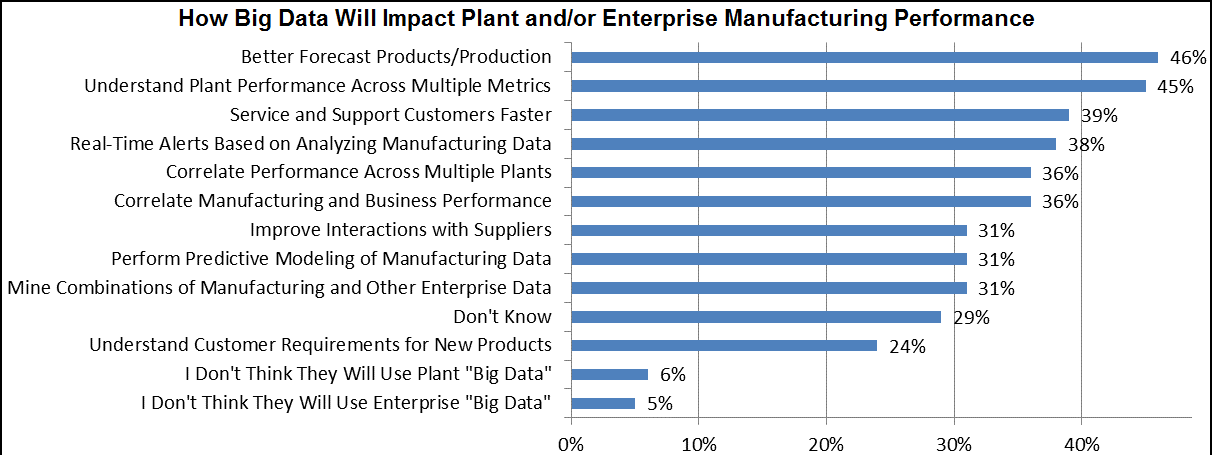 How Big Data Will Impact Plant and/or Enterprise Manufacturing Performance
Better Forecast Products/Production 46%
Understand Plant Performance Across Multiple Metrics 45%
Service and Support Customers Faster 39%
Real-Time Alerts Based on Analyzing Manufacturing Data 38%
Correlate Performance Across Multiple Plants 36%
Correlate Manufacturing and Business Performance 36%
Improve Interactions with Suppliers 31%
Perform Predictive Modeling of Manufacturing Data 31%
Mine Combinations of Manufacturing and Other Enterprise Data 31%
Don't Know 29%
Understand Customer Requirements for New Products 24%
I Don't Think They Will Use Plant "Big Data" 6%
I Don't Think They Will Use Enterprise "Big Data" 5%
0% 10% 20% 30% 40%